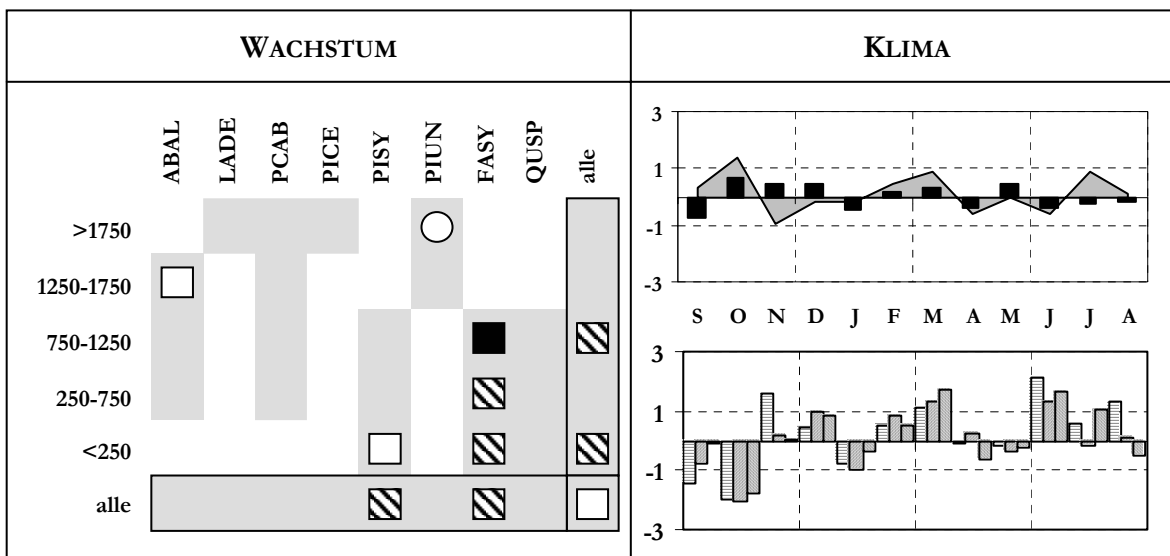 WACHSTUM
KLIMA
ABAL LADE PCAB PICE PISY PIUN FASY QUSP alle
>1750
1250-1750
750-1250
250-750
<250
alle
3
1
-1
-3
S O N D J F M A M J J A
3
1
-1
-3